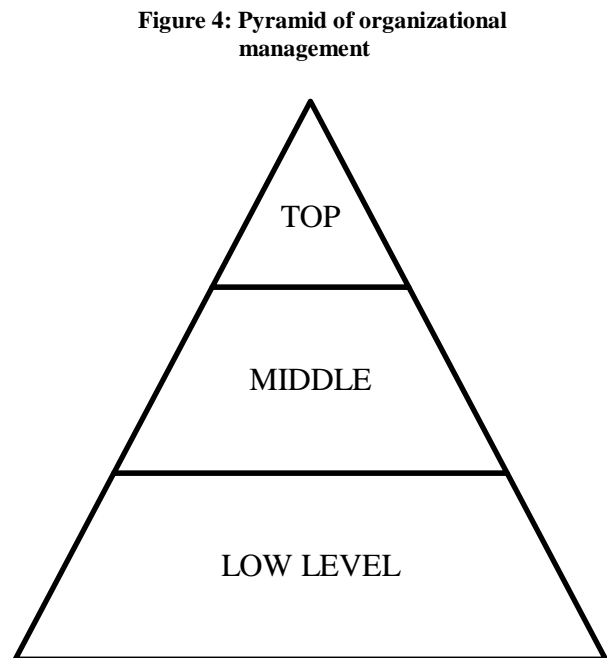 Figure 4: Pyramid of organizational
management
TOP
MIDDLE
LOW LEVEL